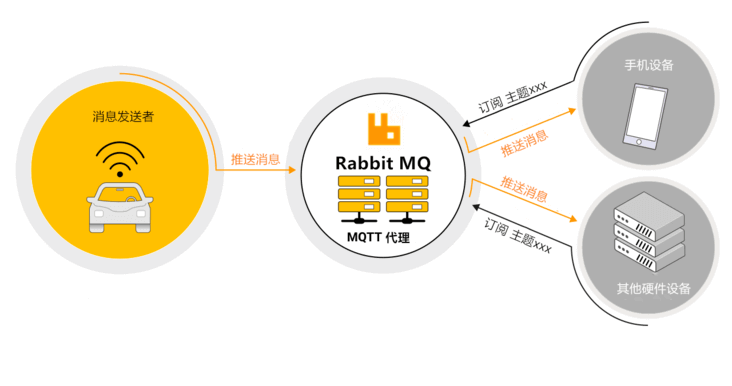 消息发送者
推送消息
Rabbit MQ
MQTT 代理
订阅 主题xxx
推送消息
手机设备
推送消息
订阅 主题xxx
其他硬件设备